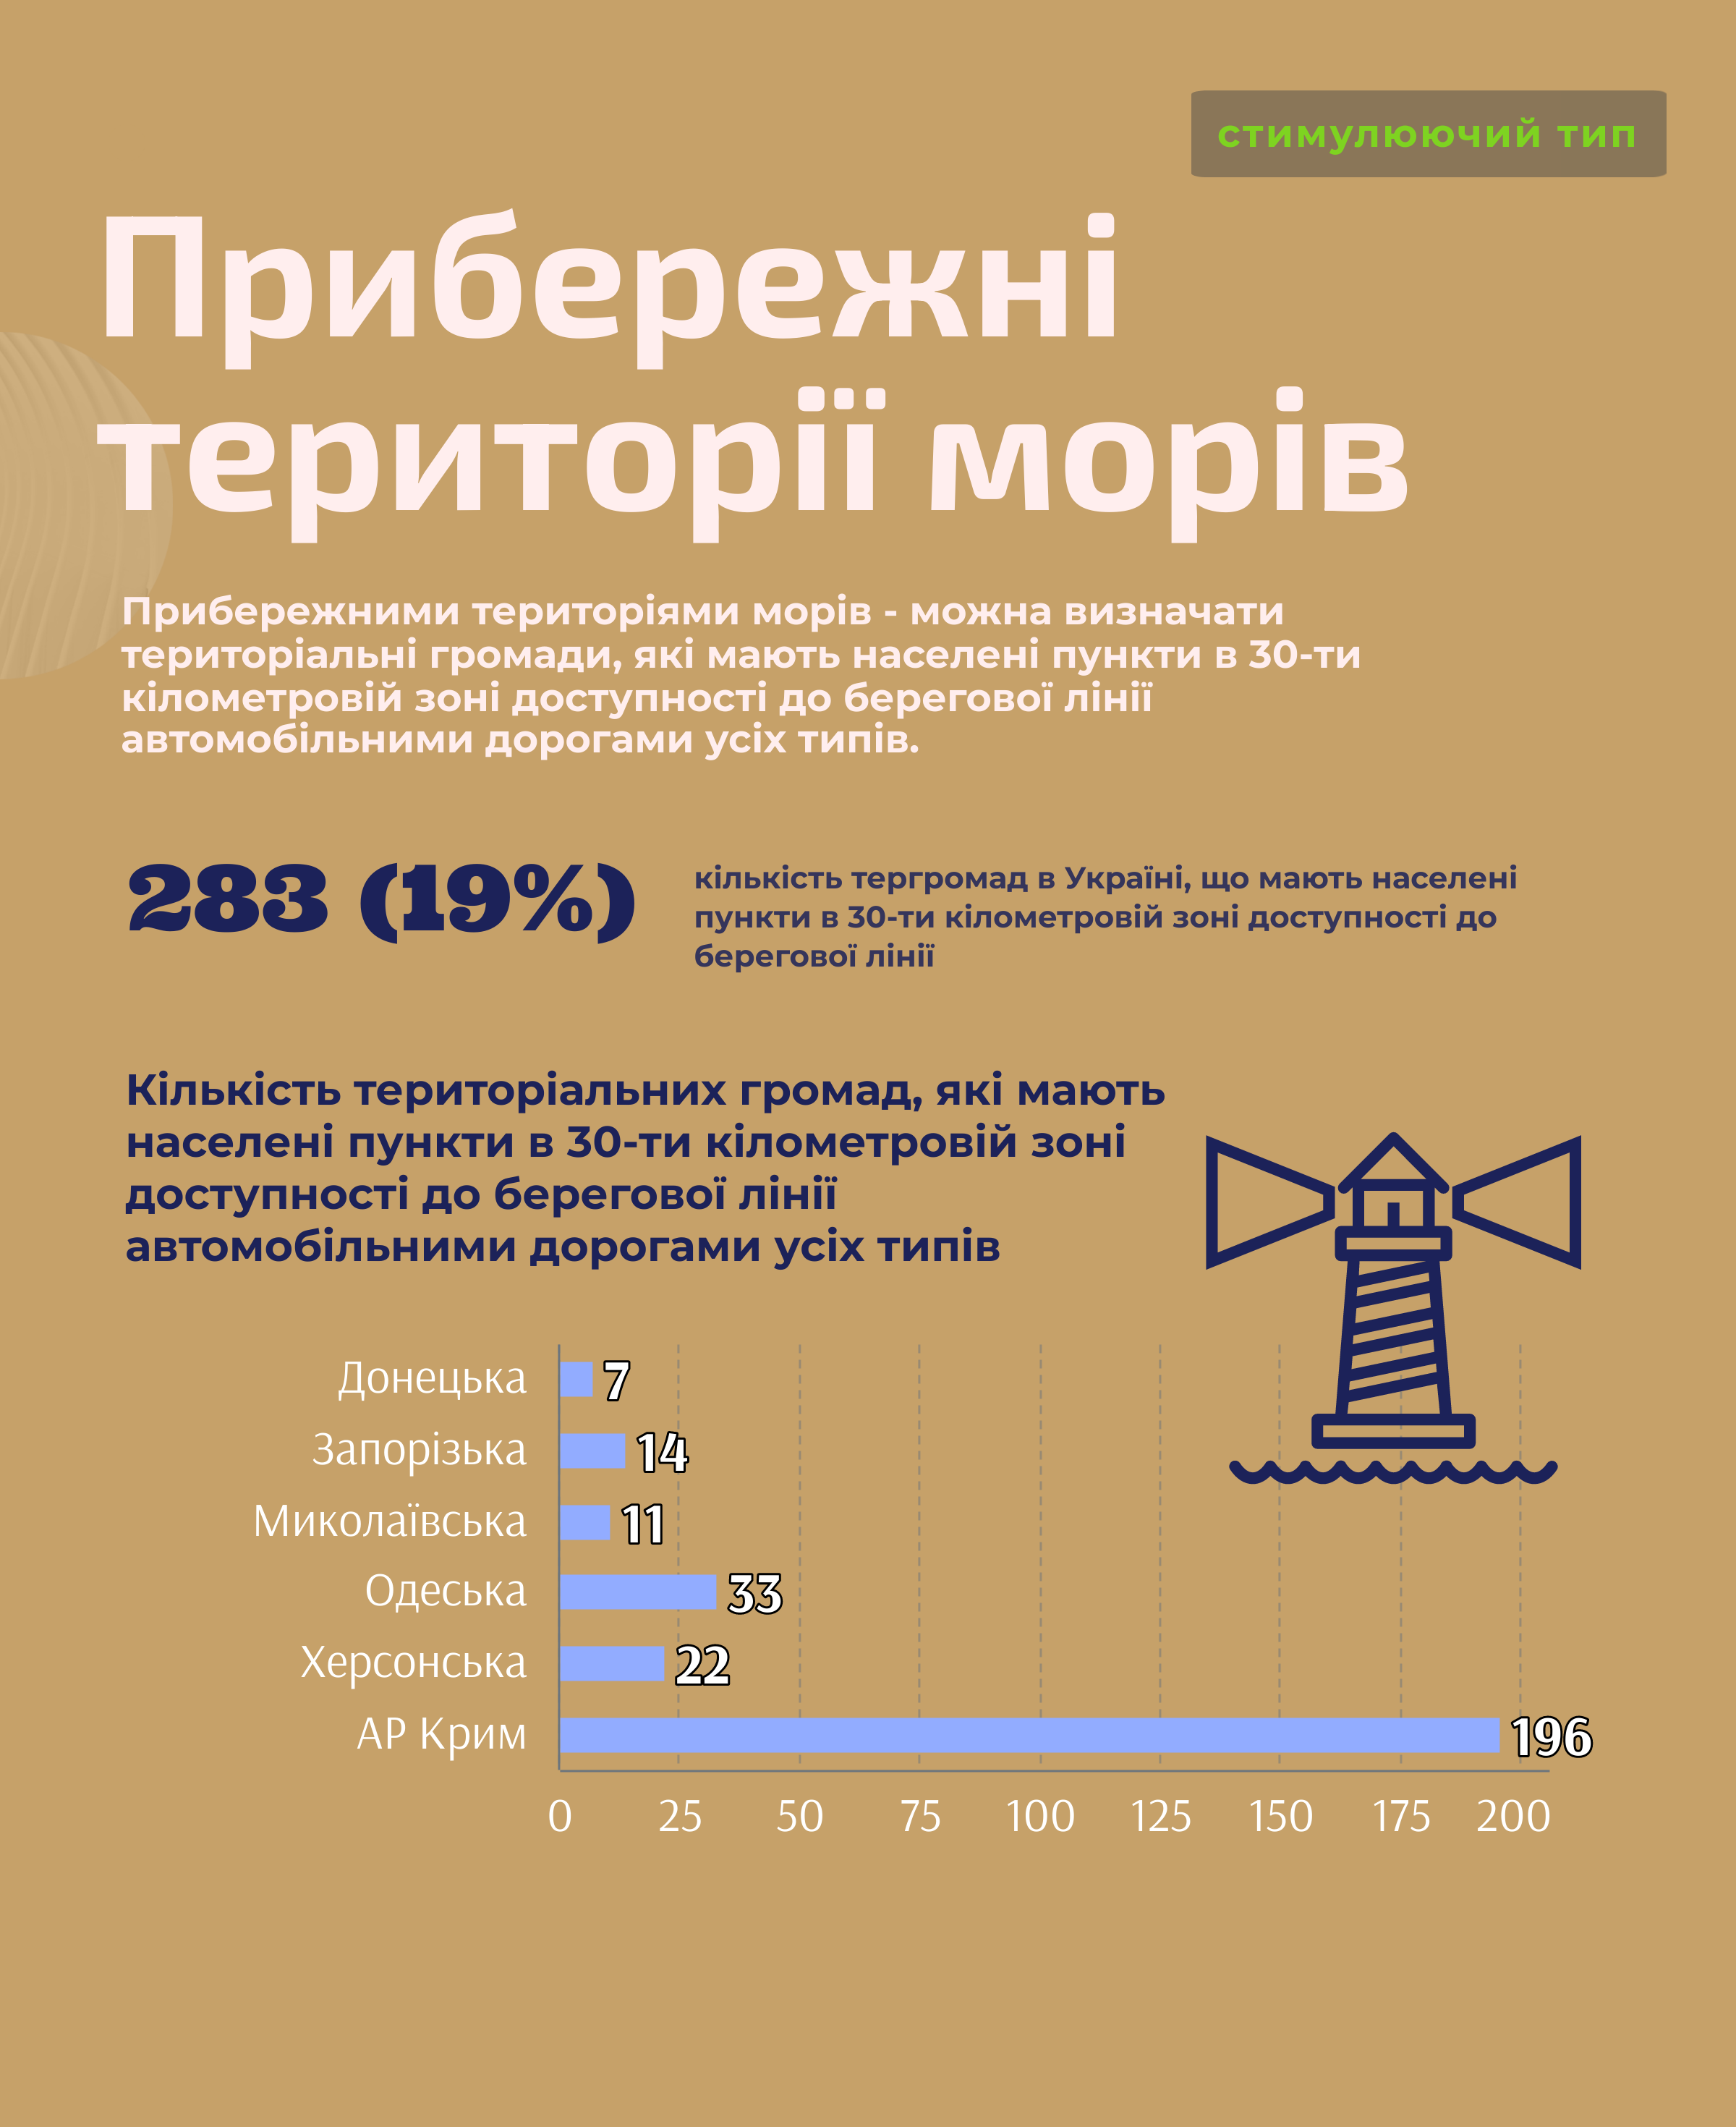 стимулюючий тип
Прибережні
території морів
Прибережними територіями морів - можна визначати
територіальні громади, які мають населені пункти в 30-ти
кілометровій зоні доступності до берегової лінії
автомобільними дорогами усіх типів.
283 (19%)
кількість тергромад в Україні, що мають населені
пункти в 30-ти кілометровій зоні доступності до
берегової лінії
Кількість територіальних громад, які мають
населені пункти в 30-ти кілометровій зоні
доступності до берегової лінії
автомобільними дорогами усіх типів
Донецька 7
Запорізька 14
Миколаївська 11
Одеська 33
Херсонська 22
АР Крим 196
0 25 50 75 100 125 150 175 200